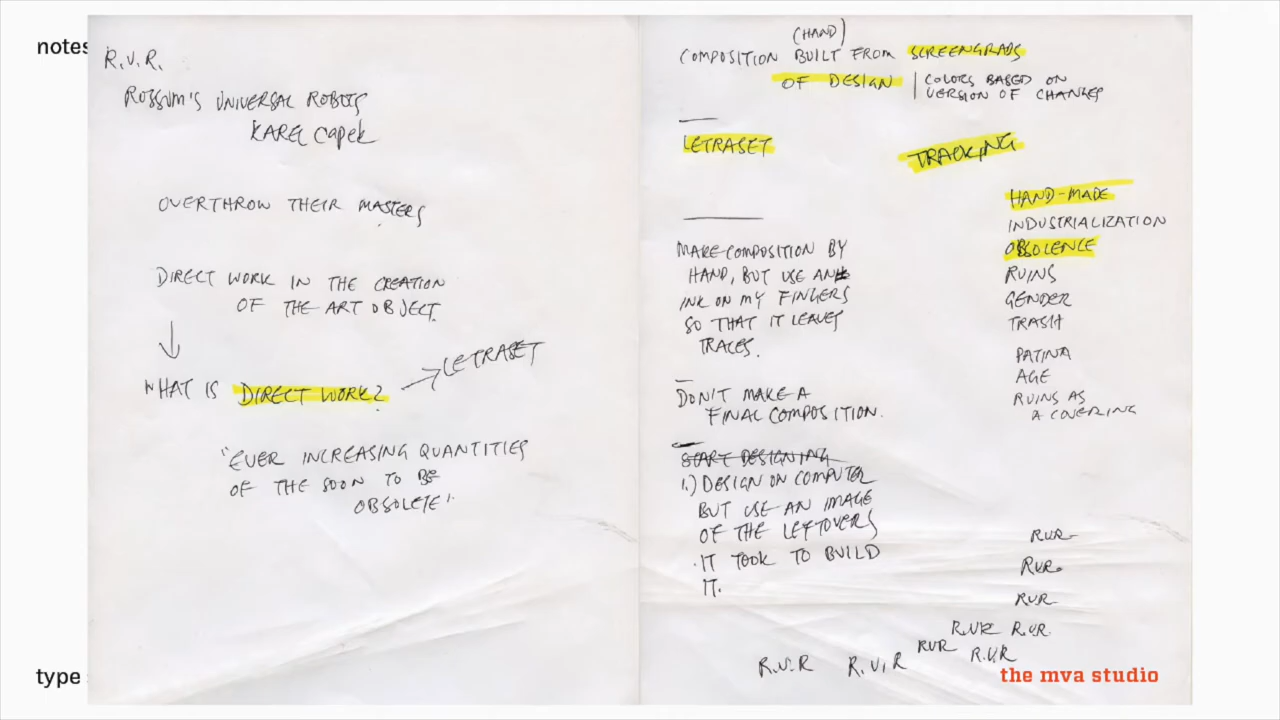 notes
R.U.R.
ROSSUM'S UNIVERSAL ROBOTS
KAREL Capek
OVERTHROW THEIR MASTERS
DIRECT WORK IN THE CREATION
OF THE ART OBJECT.
WHAT IS DIRECT WORK?
LETRASET
"EVER INCREASING QUANTITIES
OF THE SOON TO BE
OBSOLETE".
type
(HAND)
COMPOSITION BUILT FROM SCREENGRABS
OF DESIGN | COLORS BASED ON
VERSION OF CHANGES
LETRASET
TRACKING
HAND-MADE
INDUSTRIALIZATION
OBSOLENCE
RUINS
GENDER
TRASH
PATINA
AGE
RUINS AS
A COVERING
MAKE COMPOSITION BY
HAND, BUT USE AN
INK ON MY FINGERS
SO THAT IT LEAVES
TRACES.
DON'T MAKE A
FINAL COMPOSITION.
START DESIGNING
1.) DESIGN ON COMPUTER
BUT USE AN IMAGE
OF THE LEFTOVERS
IT TOOK TO BUILD
IT.
RUR
RUR
RUR
R.UR R.UR.
RUR R.U.R
R.U.R R.U.R
the mva studio